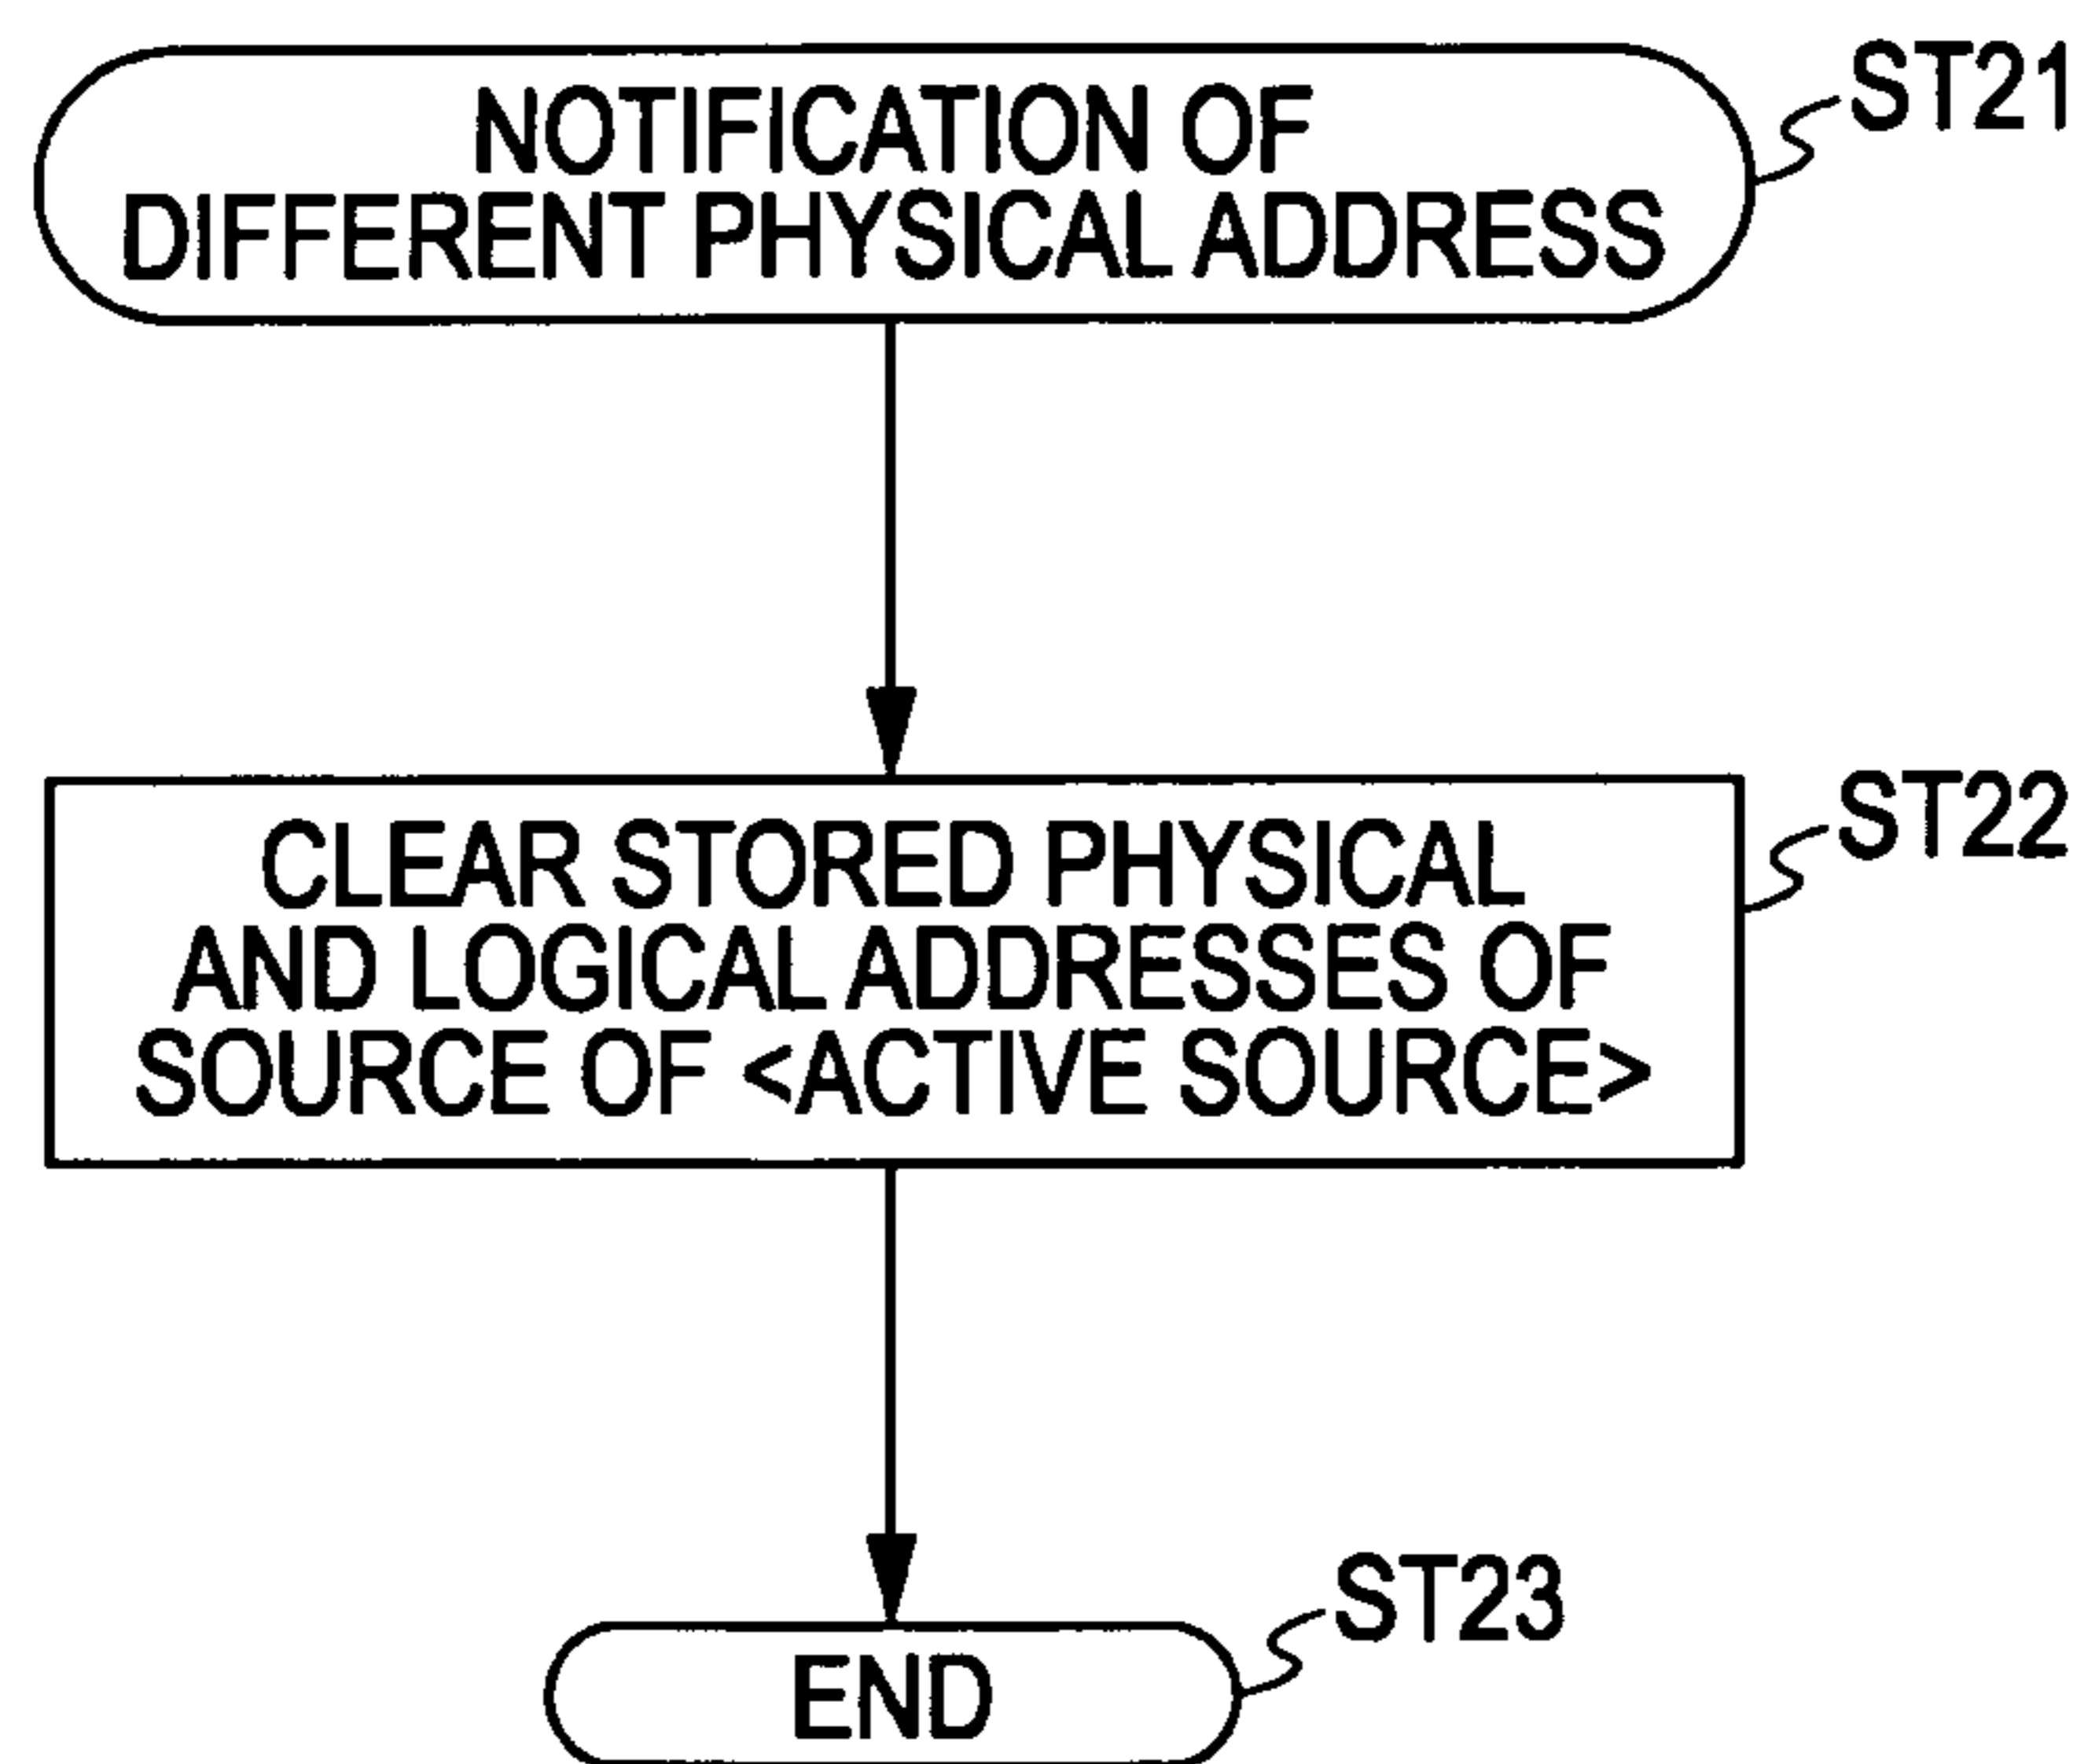 NOTIFICATION OF
DIFFERENT PHYSICAL ADDRESS
ST21
CLEAR STORED PHYSICAL
AND LOGICAL ADDRESSES OF
SOURCE OF <ACTIVE SOURCE>
ST22
END
ST23